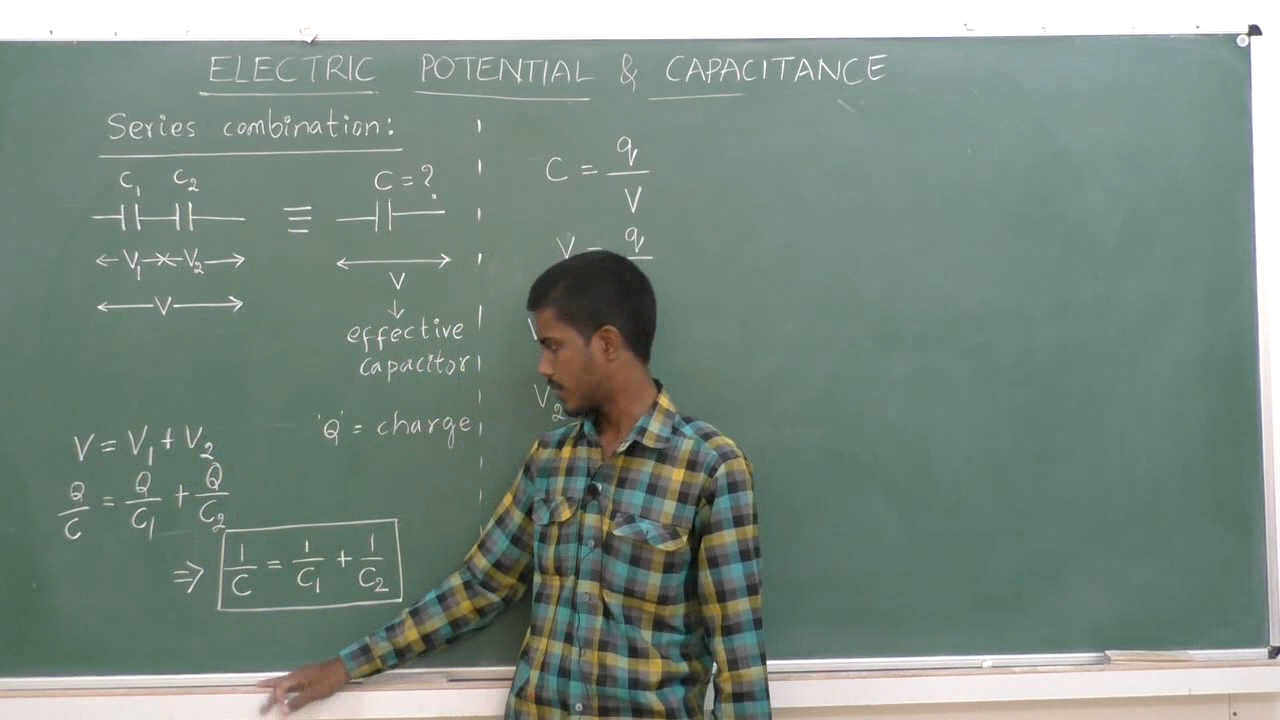 ELECTRIC POTENTIAL & CAPACITANCE
Series combination:
C₁ C₂
≡
C = ?
V₁ V₂
V
V
↓
effective
capacitor
'Q' = charge
V = V₁ + V₂
Q/C = Q/C₁ + Q/C₂
⇒ 1/C = 1/C₁ + 1/C₂
C = q/V
V = q
V₂